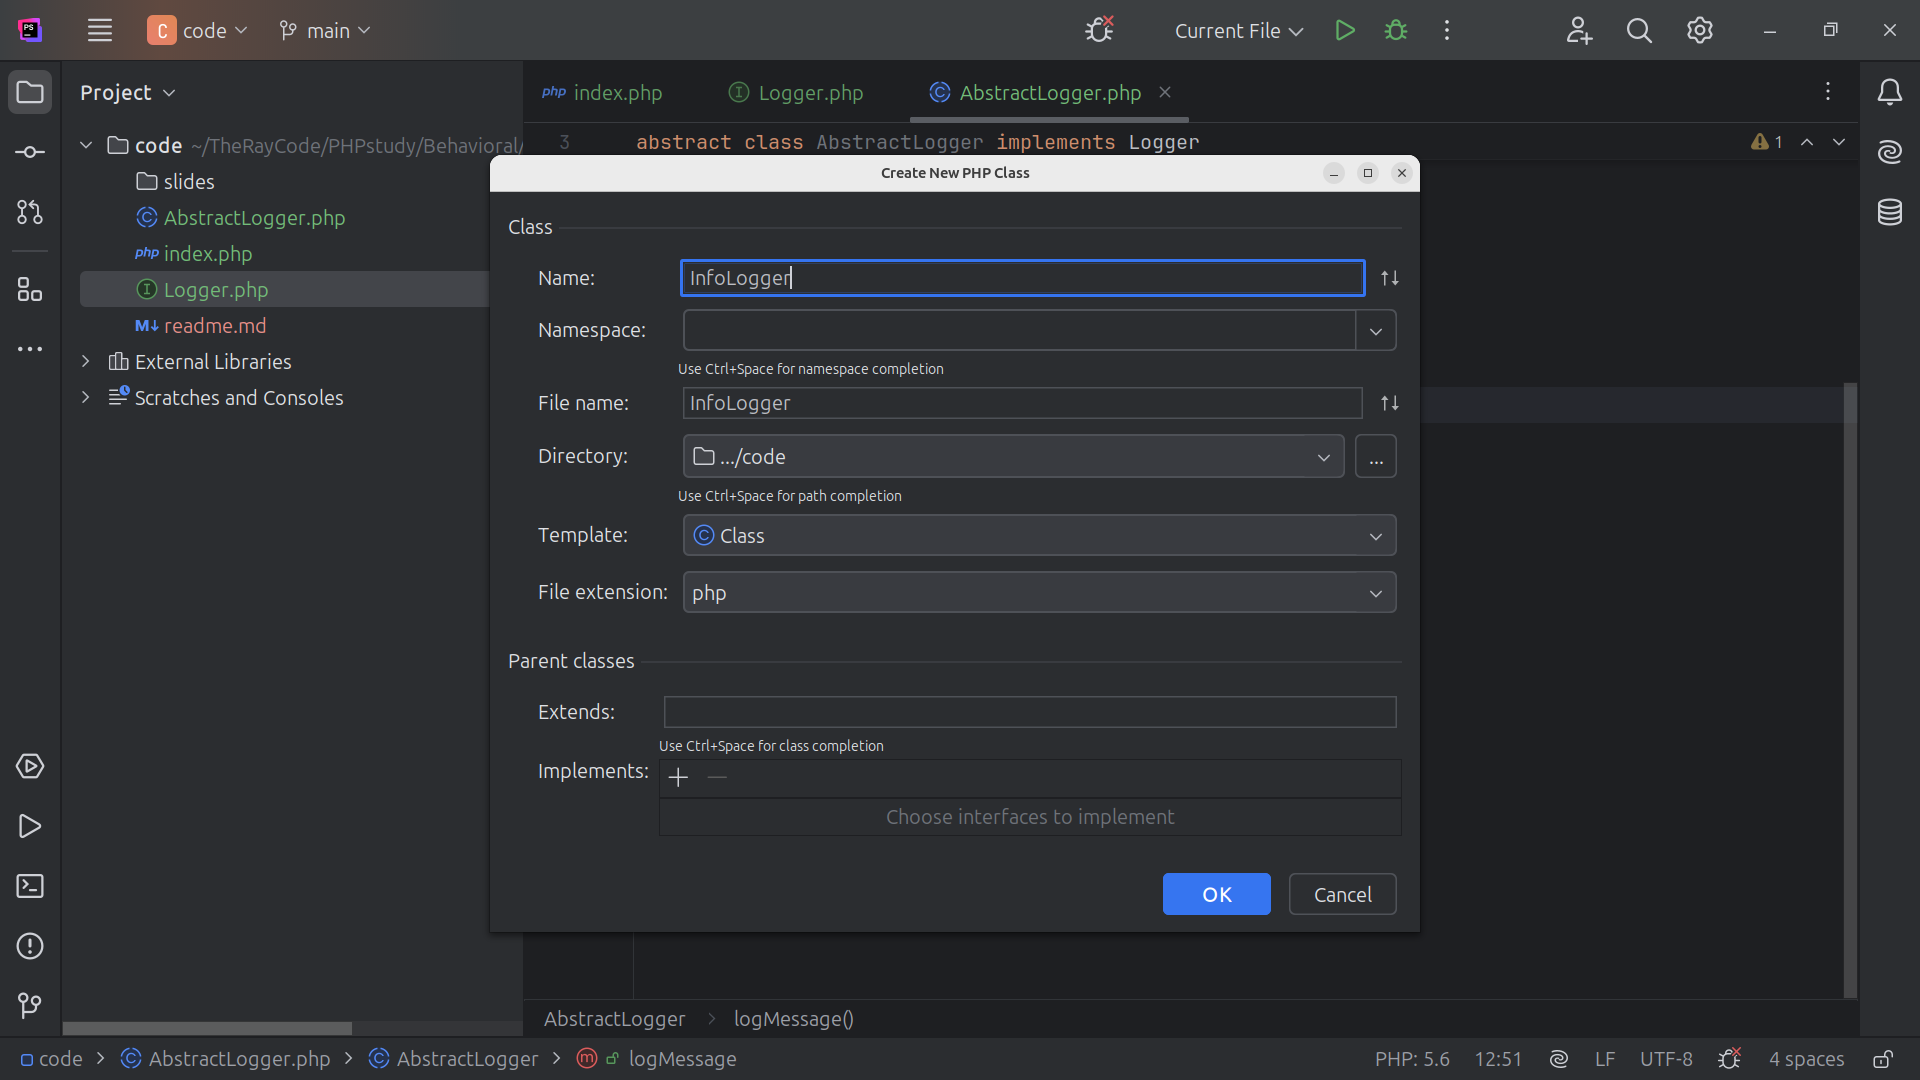 PS
C code main Current File
Project
code ~/TheRayCode/PHPstudy/Behavioral/
slides
C AbstractLogger.php
php index.php
I Logger.php
M↓ readme.md
External Libraries
Scratches and Consoles
php index.php I Logger.php C AbstractLogger.php
3 abstract class AbstractLogger implements Logger
1
Create New PHP Class
Class
Name: InfoLogger
Namespace:
Use Ctrl+Space for namespace completion
File name: InfoLogger
Directory: .../code ...
Use Ctrl+Space for path completion
Template: C Class
File extension: php
Parent classes
Extends:
Use Ctrl+Space for class completion
Implements:
Choose interfaces to implement
OK Cancel
AbstractLogger > logMessage()
code > C AbstractLogger.php > C AbstractLogger > m logMessage PHP: 5.6 12:51 LF UTF-8 4 spaces